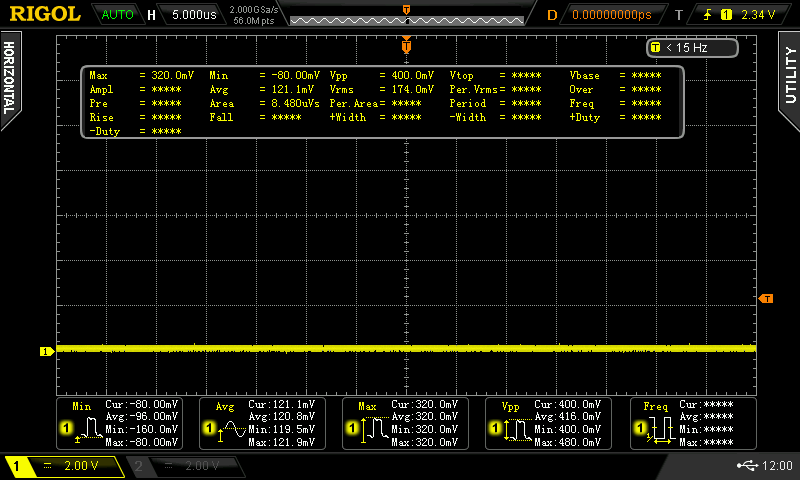 RIGOL AUTO H 5.000us 2.000GSa/s 56.0M pts T D 0.00000000ps T 1 2.34 V
T
T < 15 Hz
HORIZONTAL
UTILITY
Max = 320.0mV Min = -80.00mV Vpp = 400.0mV Vtop = ***** Vbase = *****
Ampl = ***** Avg = 121.1mV Vrms = 174.0mV Per.Vrms= ***** Over = *****
Pre = ***** Area = 8.480uVs Per.Area= ***** Period = ***** Freq = *****
Rise = ***** Fall = ***** +Width = ***** -Width = ***** +Duty = *****
-Duty = *****
T
1
Min Cur:-80.00mV
Avg:-96.00mV
1 Min:-160.0mV
Max:-80.00mV
Avg Cur:121.1mV
Avg:120.8mV
1 Min:119.5mV
Max:121.9mV
Max Cur:320.0mV
Avg:320.0mV
1 Min:320.0mV
Max:320.0mV
Vpp Cur:400.0mV
Avg:416.0mV
1 Min:400.0mV
Max:480.0mV
Freq Cur:*****
Avg:*****
1 Min:*****
Max:*****
1 2.00 V 2 2.00 V 12:00